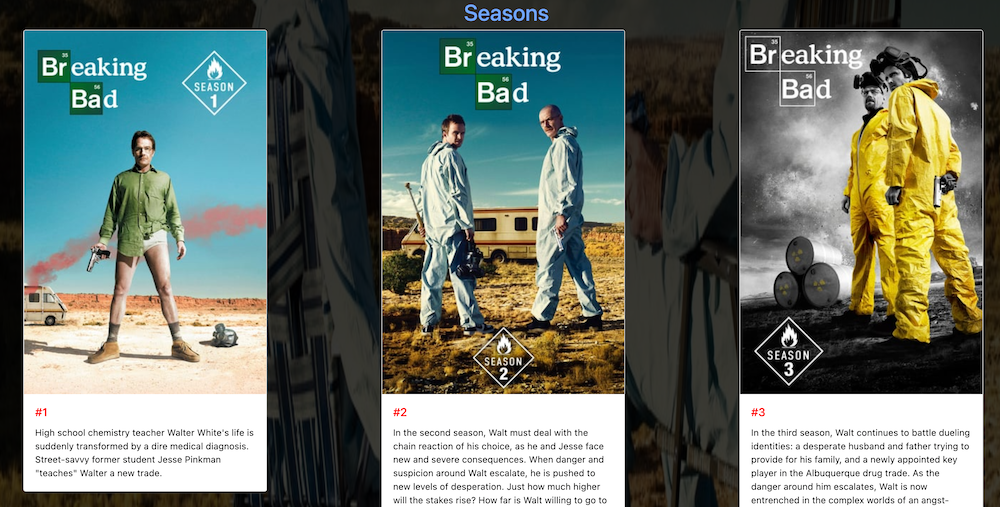 Seasons
35
Breaking
56
Bad
SEASON
1
#1
High school chemistry teacher Walter White's life is
suddenly transformed by a dire medical diagnosis.
Street-savvy former student Jesse Pinkman
"teaches" Walter a new trade.
35
Breaking
56
Bad
SEASON
2
#2
In the second season, Walt must deal with the
chain reaction of his choice, as he and Jesse face
new and severe consequences. When danger and
suspicion around Walt escalate, he is pushed to
new levels of desperation. Just how much higher
will the stakes rise? How far is Walt willing to go to
35
Breaking
56
Bad
SEASON
3
#3
In the third season, Walt continues to battle dueling
identities: a desperate husband and father trying to
provide for his family, and a newly appointed key
player in the Albuquerque drug trade. As the
danger around him escalates, Walt is now
entrenched in the complex worlds of an angst-